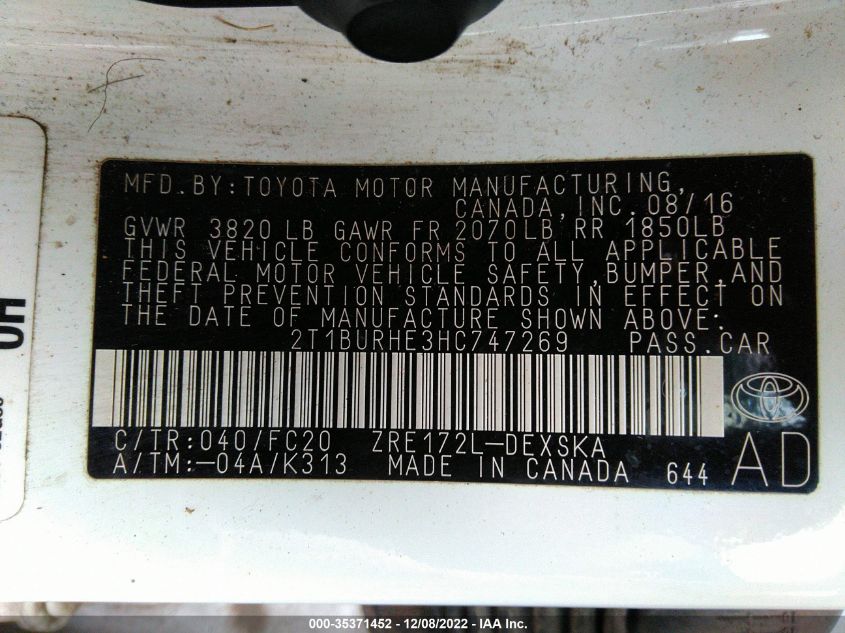 MFD.BY:TOYOTA MOTOR MANUFACTURING,
CANADA,INC. 08/16
GVWR 3820 LB GAWR FR 2070LB RR 1850LB
THIS VEHICLE CONFORMS TO ALL APPLICABLE
FEDERAL MOTOR VEHICLE SAFETY,BUMPER,AND
THEFT PREVENTION STANDARDS IN EFFECT ON
THE DATE OF MANUFACTURE SHOWN ABOVE:
2T1BURHE3HC747269 PASS.CAR
C/TR:040/FC20 ZRE172L-DEXSKA
A/TM:-04A/K313 MADE IN CANADA 644 AD
000-35371452 - 12/08/2022 - IAA Inc.